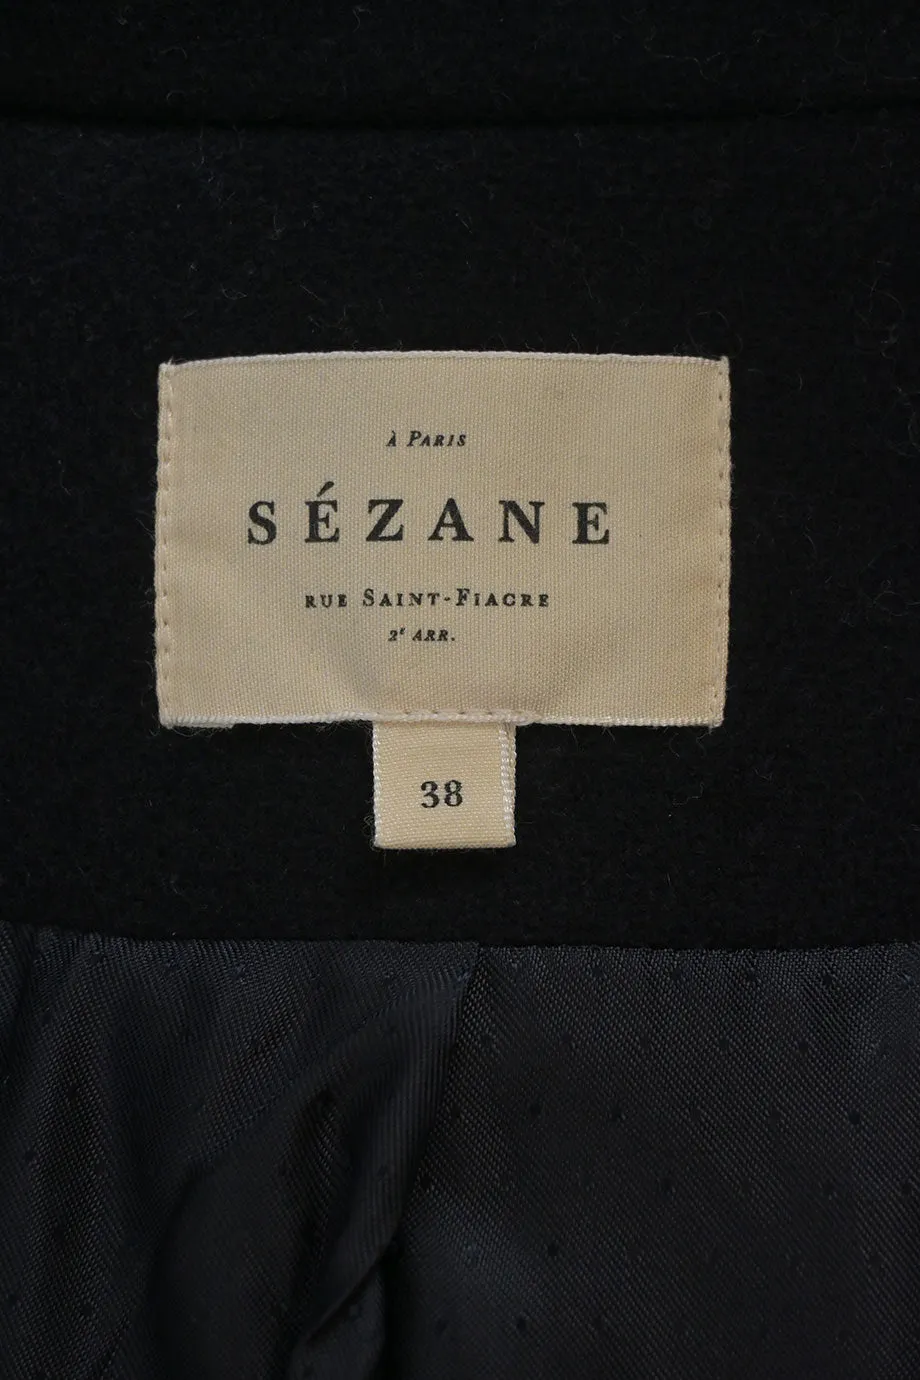 À PARIS
SÉZANE
RUE SAINT-FIACRE
2e ARR.
38